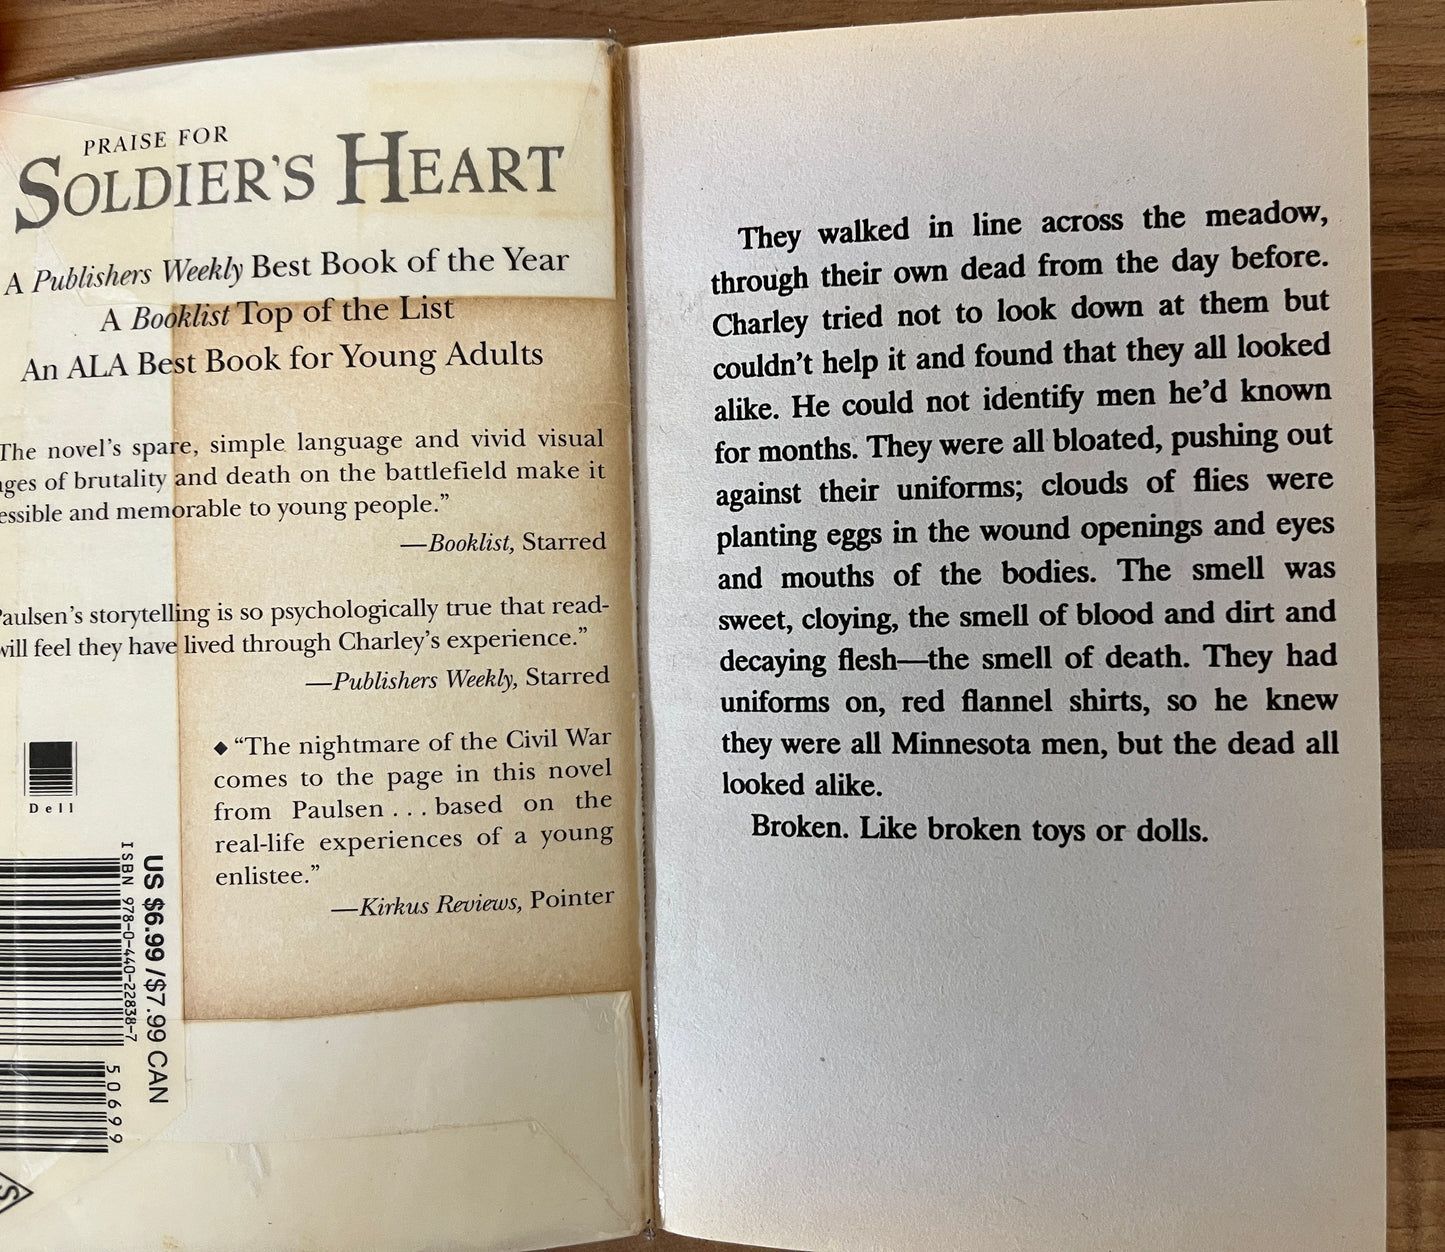 PRAISE FOR
SOLDIER'S HEART
A Publishers Weekly Best Book of the Year
A Booklist Top of the List
An ALA Best Book for Young Adults
The novel's spare, simple language and vivid visual
ages of brutality and death on the battlefield make it
essible and memorable to young people."
—Booklist, Starred
Paulsen's storytelling is so psychologically true that read-
will feel they have lived through Charley's experience."
—Publishers Weekly, Starred
◆ "The nightmare of the Civil War
comes to the page in this novel
from Paulsen . . . based on the
real-life experiences of a young
enlistee."
—Kirkus Reviews, Pointer
Dell
US $6.99 / $7.99 CAN
ISBN 978-0-440-22838-7
50699
S
They walked in line across the meadow,
through their own dead from the day before.
Charley tried not to look down at them but
couldn't help it and found that they all looked
alike. He could not identify men he'd known
for months. They were all bloated, pushing out
against their uniforms; clouds of flies were
planting eggs in the wound openings and eyes
and mouths of the bodies. The smell was
sweet, cloying, the smell of blood and dirt and
decaying flesh—the smell of death. They had
uniforms on, red flannel shirts, so he knew
they were all Minnesota men, but the dead all
looked alike.
Broken. Like broken toys or dolls.